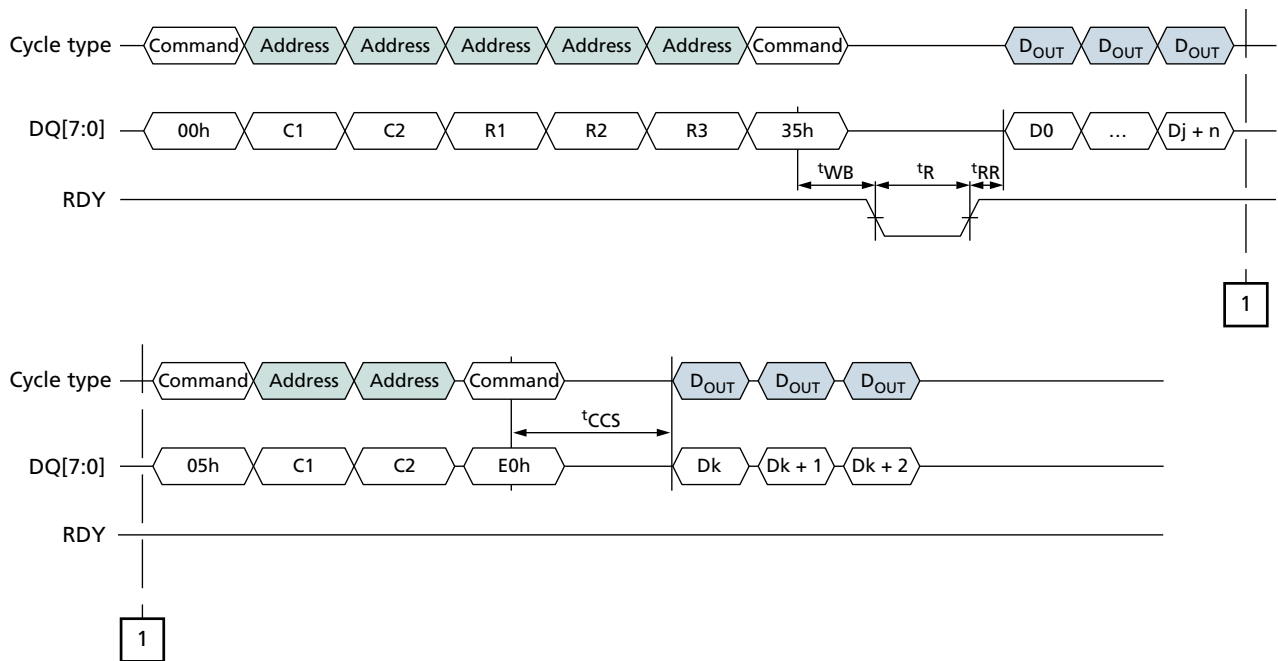 Cycle type Command Address Address Address Address Address Command DOUT DOUT DOUT
DQ[7:0] 00h C1 C2 R1 R2 R3 35h D0 … Dj + n
tWB tR tRR
RDY
1
Cycle type Command Address Address Command DOUT DOUT DOUT
tCCS
DQ[7:0] 05h C1 C2 E0h Dk Dk + 1 Dk + 2
RDY
1